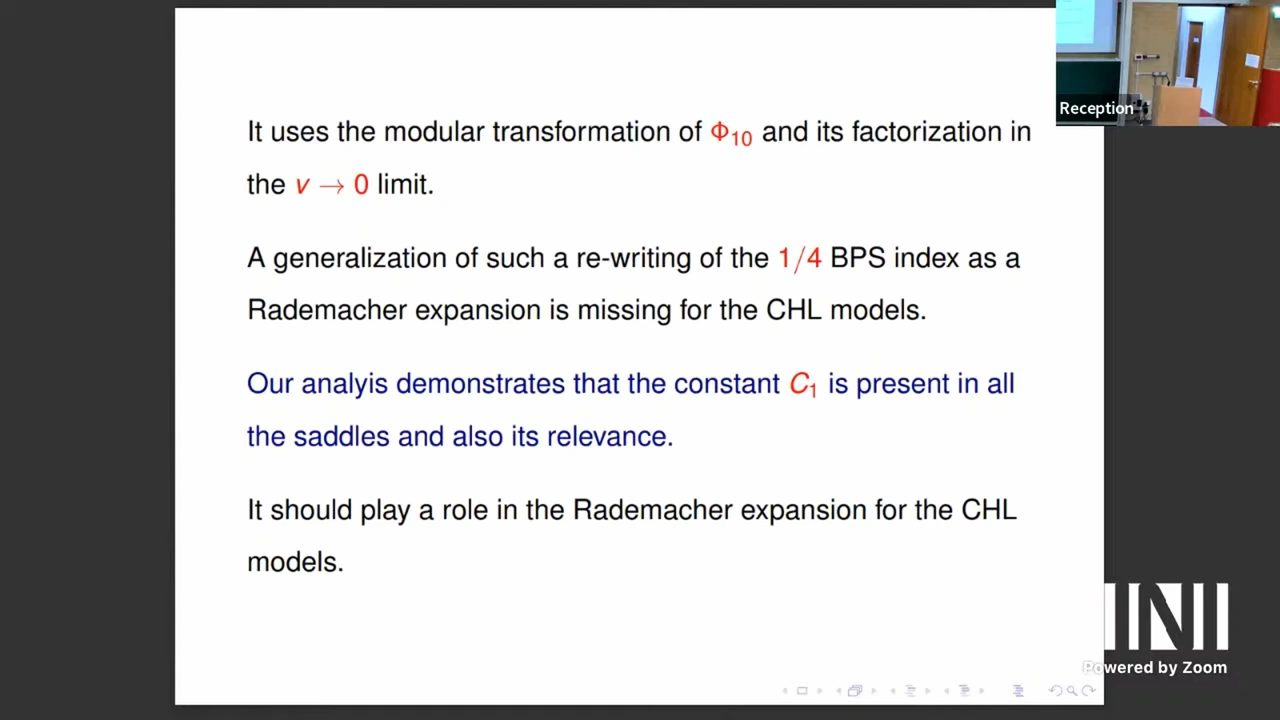 It uses the modular transformation of Φ10 and its factorization in
the v → 0 limit.
A generalization of such a re-writing of the 1/4 BPS index as a
Rademacher expansion is missing for the CHL models.
Our analyis demonstrates that the constant C1 is present in all
the saddles and also its relevance.
It should play a role in the Rademacher expansion for the CHL
models.
Reception
Powered by Zoom